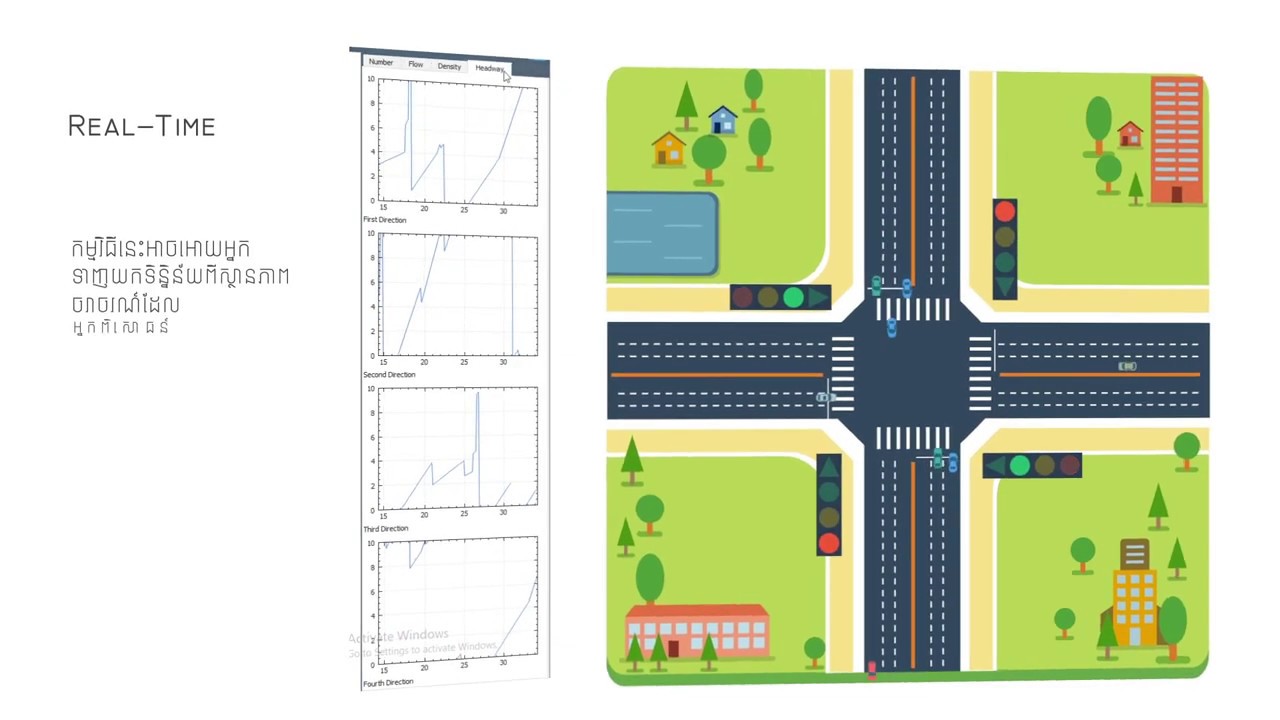 REAL-TIME
កម្មវិធីនេះអាចអោយអ្នក
ទាញយកទិន្និន័យពីស្ថានភាព
ចរាចរណ៍ដែល
អ្នកពិសោធន៍
Number Flow Density Headway
10
8
6
4
2
0
15 20 25 30
First Direction
10
8
6
4
2
0
15 20 25 30
Second Direction
10
8
6
4
2
0
15 20 25 30
Third Direction
10
8
6
4
2
0
15 20 25 30
Fourth Direction
Activate Windows
Go to Settings to activate Windows.